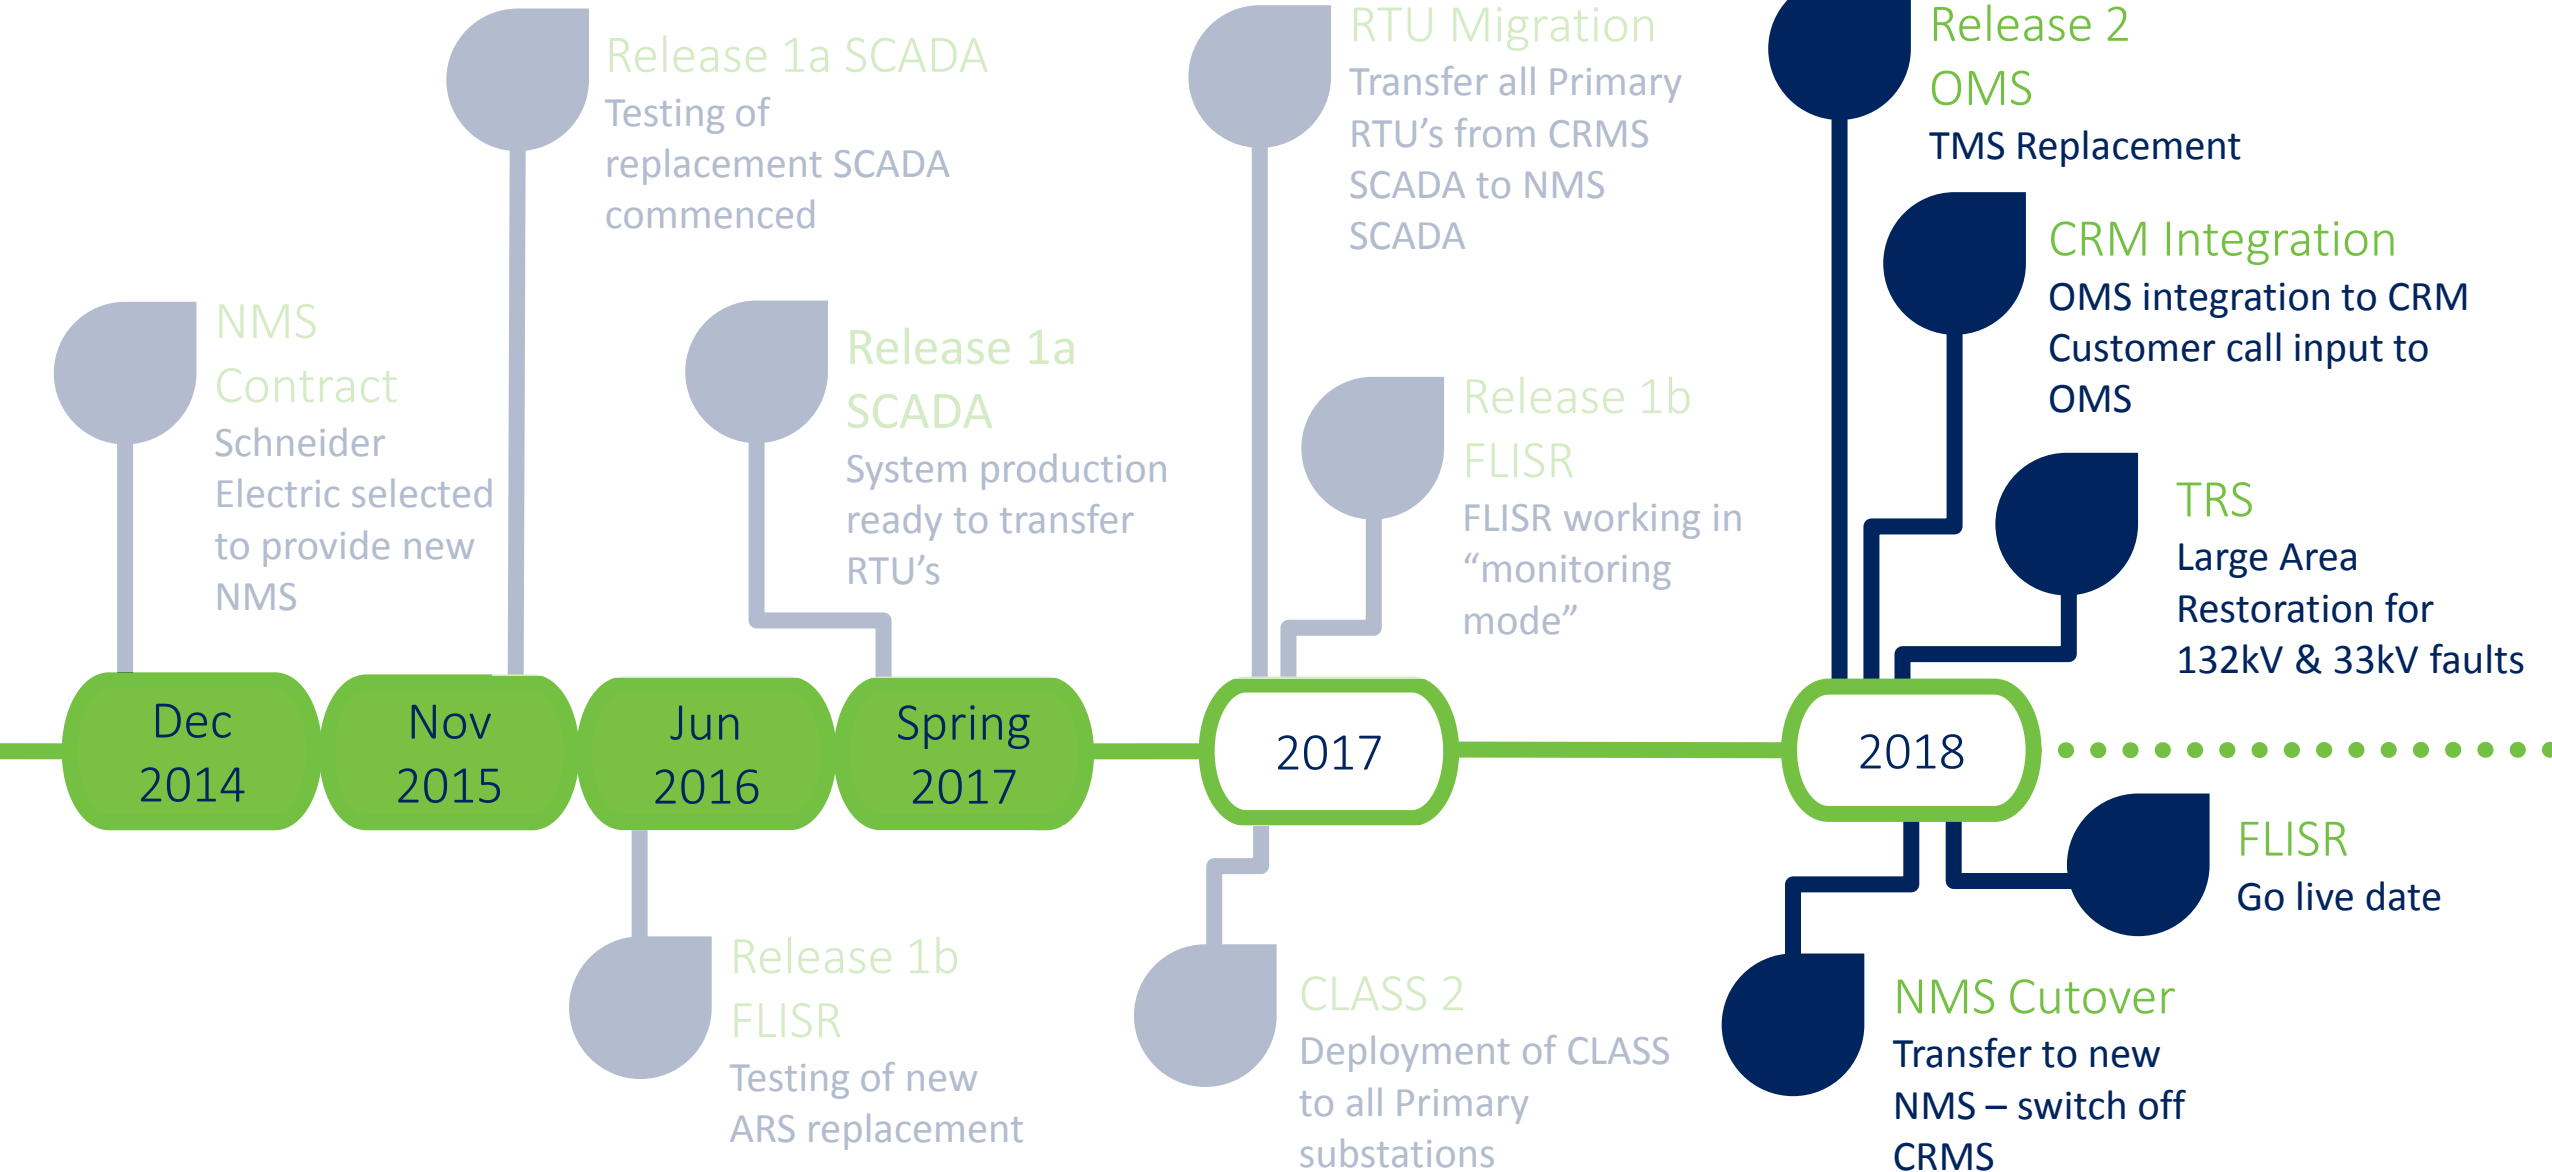 Release 1a SCADA
Testing of
replacement SCADA
commenced
RTU Migration
Transfer all Primary
RTU’s from CRMS
SCADA to NMS
SCADA
Release 2
OMS
TMS Replacement
CRM Integration
OMS integration to CRM
Customer call input to
OMS
NMS
Contract
Schneider
Electric selected
to provide new
NMS
Release 1a
SCADA
System production
ready to transfer
RTU’s
Release 1b
FLISR
FLISR working in
“monitoring
mode”
TRS
Large Area
Restoration for
132kV & 33kV faults
Dec
2014
Nov
2015
Jun
2016
Spring
2017
2017
2018
FLISR
Go live date
Release 1b
FLISR
Testing of new
ARS replacement
CLASS 2
Deployment of CLASS
to all Primary
substations
NMS Cutover
Transfer to new
NMS – switch off
CRMS